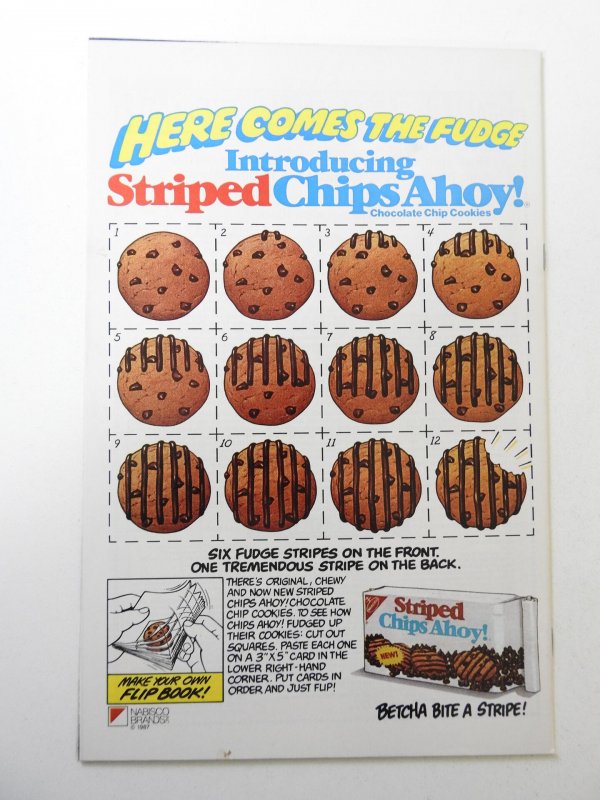 HERE COMES THE FUDGE
Introducing
Striped Chips Ahoy!®
Chocolate Chip Cookies
1 2 3 4
5 6 7 8
9 10 11 12
SIX FUDGE STRIPES ON THE FRONT.
ONE TREMENDOUS STRIPE ON THE BACK.
THERE'S ORIGINAL, CHEWY
AND NOW NEW STRIPED
CHIPS AHOY! CHOCOLATE
CHIP COOKIES. TO SEE HOW
CHIPS AHOY! FUDGED UP
THEIR COOKIES: CUT OUT
SQUARES. PASTE EACH ONE
ON A 3"X 5" CARD IN THE
LOWER RIGHT-HAND
CORNER. PUT CARDS IN
ORDER AND JUST FLIP!
MAKE YOUR OWN
FLIP BOOK!
Striped
Chips Ahoy!
NEW!
BETCHA BITE A STRIPE!
NABISCO
BRANDS
© 1987